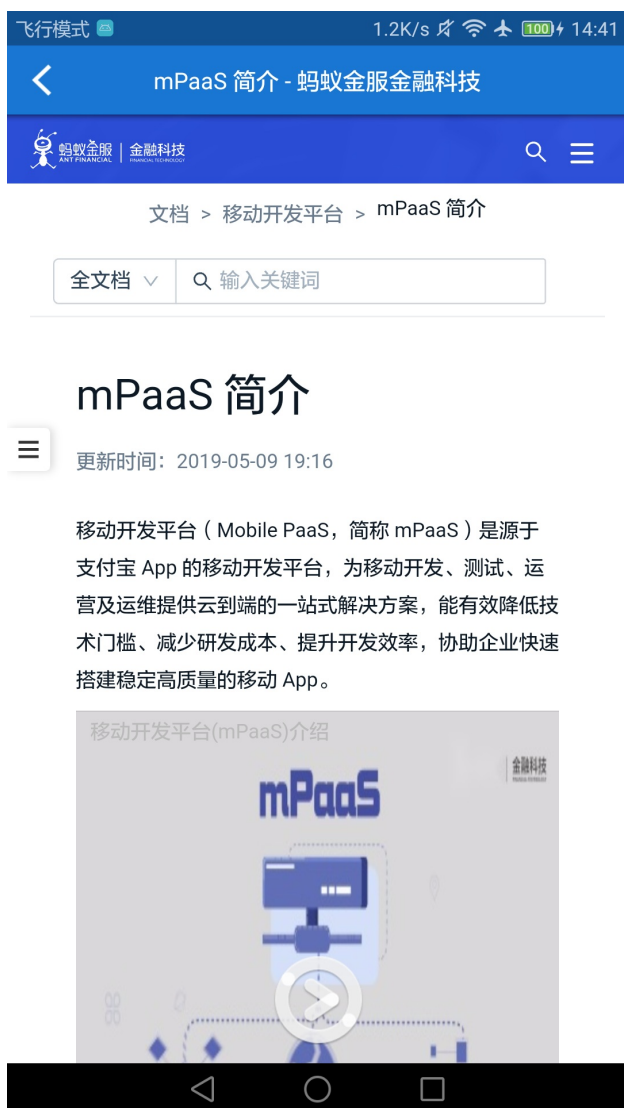 飞行模式 1.2K/s 100 14:41
mPaaS 简介 - 蚂蚁金服金融科技
蚂蚁金服 金融科技
ANT FINANCIAL FINANCIAL TECHNOLOGY
文档 > 移动开发平台 > mPaaS 简介
全文档 输入关键词
mPaaS 简介
更新时间：2019-05-09 19:16
移动开发平台（Mobile PaaS，简称 mPaaS）是源于
支付宝 App 的移动开发平台，为移动开发、测试、运
营及运维提供云到端的一站式解决方案，能有效降低技
术门槛、减少研发成本、提升开发效率，协助企业快速
搭建稳定高质量的移动 App。
移动开发平台(mPaaS)介绍
金融科技
mPaaS